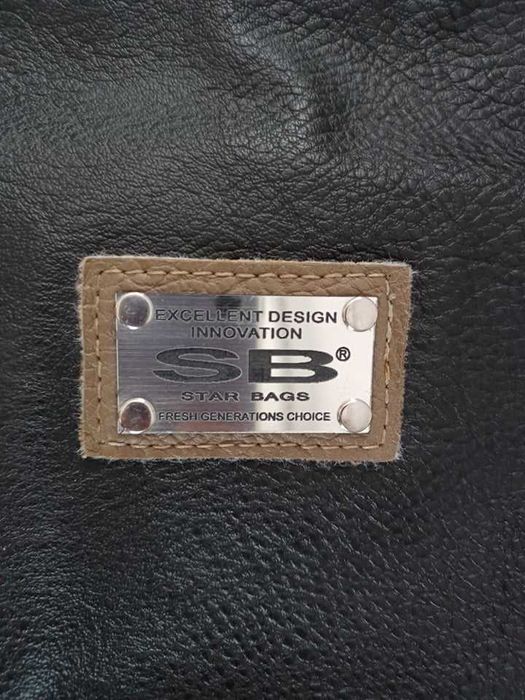 EXCELLENT DESIGN
INNOVATION
SB®
STAR BAGS
FRESH GENERATIONS CHOICE